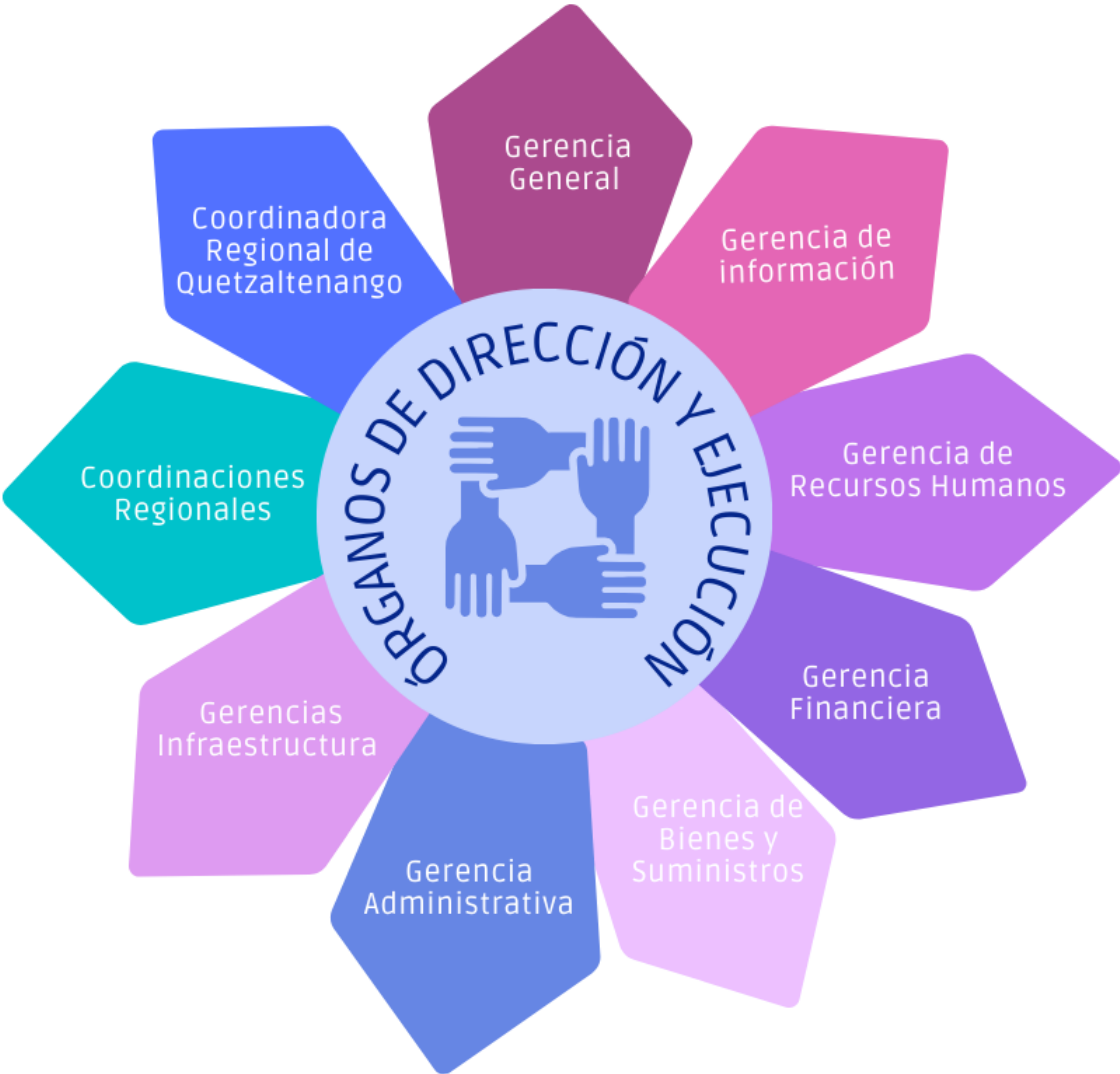 Gerencia
General
Gerencia de
información
Gerencia de
Recursos Humanos
Gerencia
Financiera
Gerencia de
Bienes y
Suministros
Gerencia
Administrativa
Gerencias
Infraestructura
Coordinaciones
Regionales
Coordinadora
Regional de
Quetzaltenango
ÓRGANOS DE DIRECCIÓN Y EJECUCIÓN